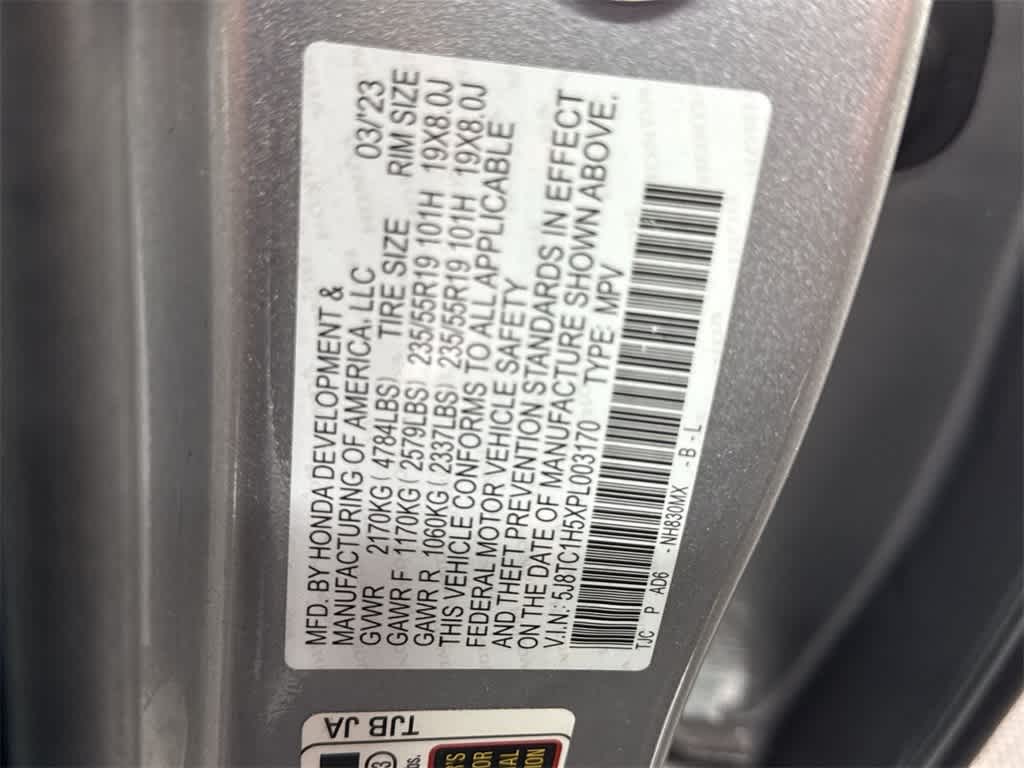 MFD. BY HONDA DEVELOPMENT &
MANUFACTURING OF AMERICA, LLC 03/'23
GVWR 2170KG ( 4784LBS) TIRE SIZE RIM SIZE
GAWR F 1170KG ( 2579LBS) 235/55R19 101H 19X8.0J
GAWR R 1060KG ( 2337LBS) 235/55R19 101H 19X8.0J
THIS VEHICLE CONFORMS TO ALL APPLICABLE
FEDERAL MOTOR VEHICLE SAFETY
AND THEFT PREVENTION STANDARDS IN EFFECT
ON THE DATE OF MANUFACTURE SHOWN ABOVE.
V.I.N: 5J8TC1H5XPL003170 TYPE: MPV
TJC P AD6 -NH830MX -B - L
TJB JA